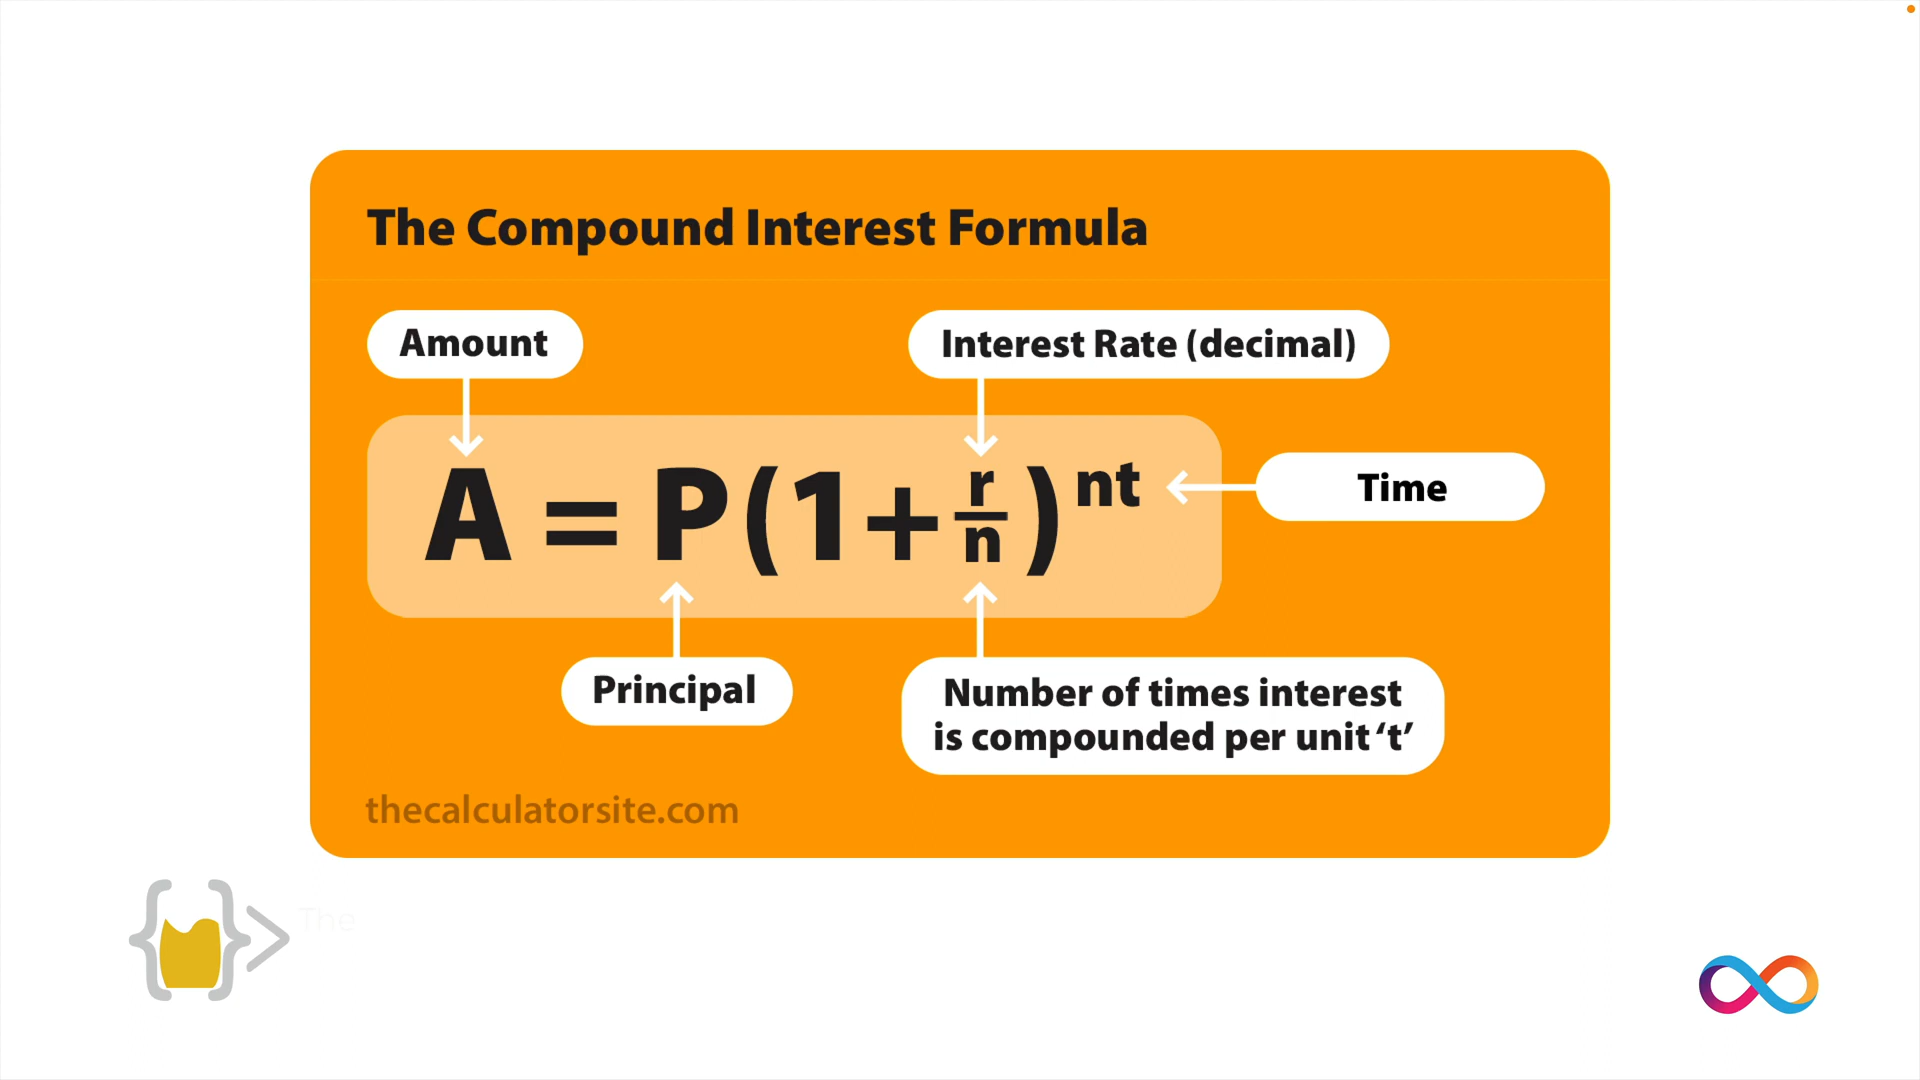 The Compound Interest Formula
Amount
Interest Rate (decimal)
A = P(1+r/n)^nt
Time
Principal
Number of times interest
is compounded per unit ‘t’
thecalculatorsite.com
The